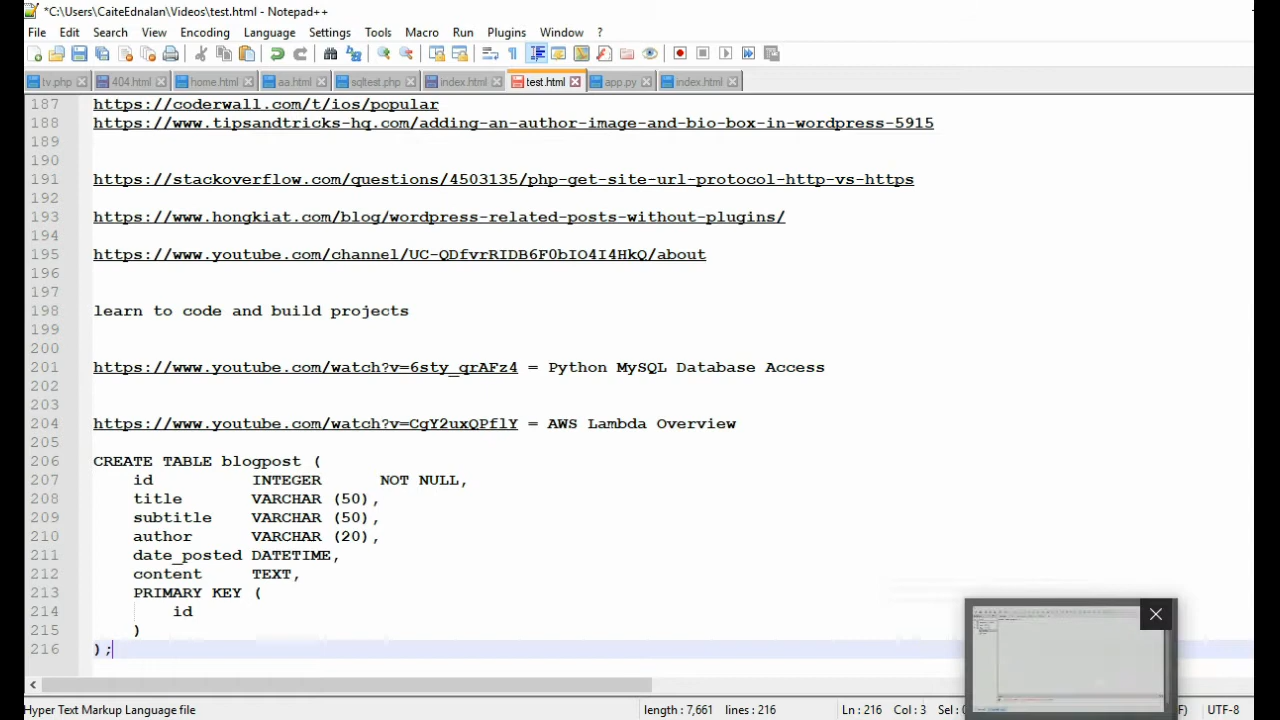 *C:\Users\CaiteEdnalan\Videos\test.html - Notepad++
File Edit Search View Encoding Language Settings Tools Macro Run Plugins Window ?
tv.php 404.html home.html aa.html sqltest.php index.html test.html app.py index.html
187 https://coderwall.com/t/ios/popular
188 https://www.tipsandtricks-hq.com/adding-an-author-image-and-bio-box-in-wordpress-5915
189
190
191 https://stackoverflow.com/questions/4503135/php-get-site-url-protocol-http-vs-https
192
193 https://www.hongkiat.com/blog/wordpress-related-posts-without-plugins/
194
195 https://www.youtube.com/channel/UC-QDfvrRIDB6F0bIO4I4HkQ/about
196
197
198 learn to code and build projects
199
200
201 https://www.youtube.com/watch?v=6sty_qrAFz4 = Python MySQL Database Access
202
203
204 https://www.youtube.com/watch?v=CgY2uxQPflY = AWS Lambda Overview
205
206 CREATE TABLE blogpost (
207 id INTEGER NOT NULL,
208 title VARCHAR (50),
209 subtitle VARCHAR (50),
210 author VARCHAR (20),
211 date_posted DATETIME,
212 content TEXT,
213 PRIMARY KEY (
214 id
215 )
216 );
Hyper Text Markup Language file length : 7,661 lines : 216 Ln : 216 Col : 3 Sel : F) UTF-8